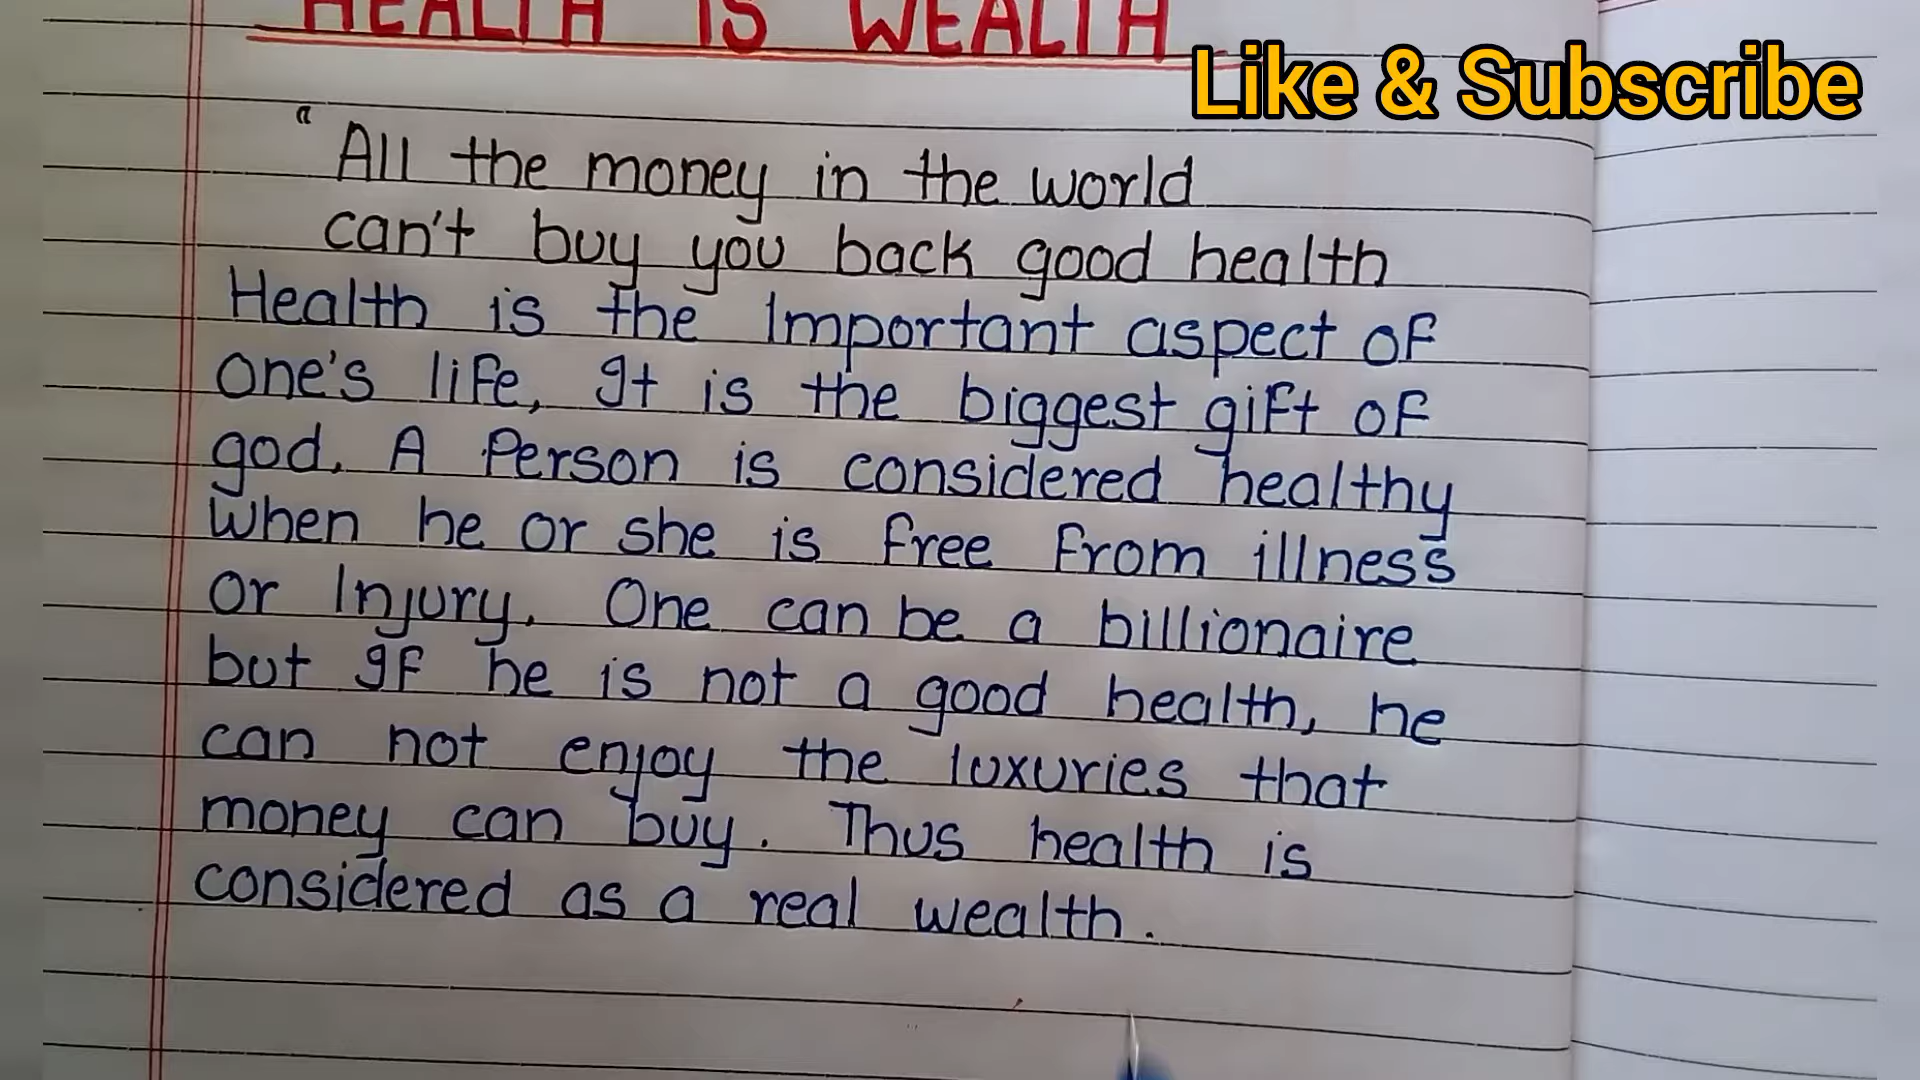 HEALTH IS WEALTH
Like & Subscribe
" All the money in the world
can't buy you back good health
Health is the Important aspect of
one's life, It is the biggest gift of
god. A Person is considered healthy
when he or she is free from illness
or Injury. One can be a billionaire
but If he is not a good health, he
can not enjoy the luxuries that
money can buy. Thus health is
considered as a real wealth.